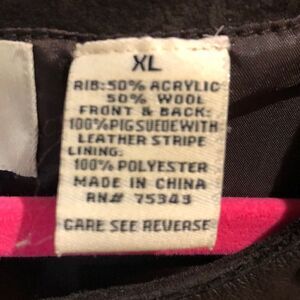 XL
RIB: 50% ACRYLIC
50% WOOL
FRONT & BACK:
100% PIG SUEDE WITH
LEATHER STRIPE
LINING:
100% POLYESTER
MADE IN CHINA
RN# 75343
CARE SEE REVERSE